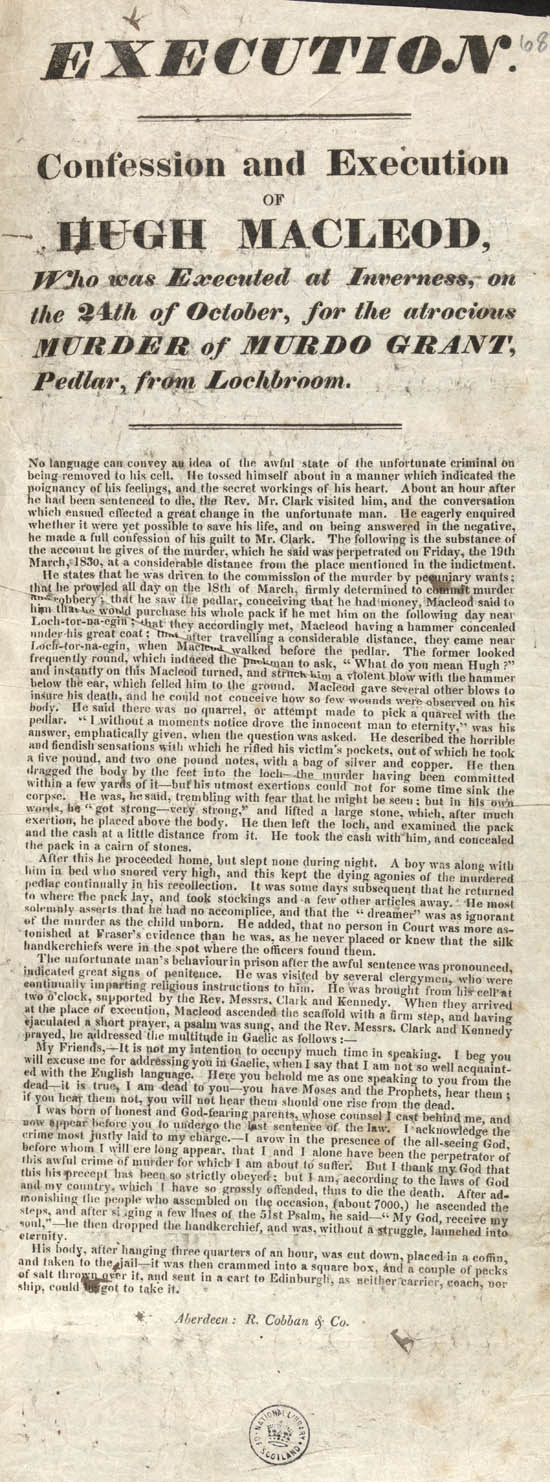 68
EXECUTION.
Confession and Execution
OF
HUGH MACLEOD,
Who was Executed at Inverness, on
the 24th of October, for the atrocious
MURDER of MURDO GRANT,
Pedlar, from Lochbroom.
No language can convey an idea of the awful state of the unfortunate criminal on
being removed to his cell. He tossed himself about in a manner which indicated the
poignancy of his feelings, and the secret workings of his heart. About an hour after
he had been sentenced to die, the Rev. Mr. Clark visited him, and the conversation
which ensued effected a great change in the unfortunate man. He eagerly enquired
whether it were yet possible to save his life, and on being answered in the negative,
he made a full confession of his guilt to Mr. Clark. The following is the substance of
the account he gives of the murder, which he said was perpetrated on Friday, the 19th
March, 1830, at a considerable distance from the place mentioned in the indictment.
He states that he was driven to the commission of the murder by pecuniary wants;
that he prowled all day on the 18th of March, firmly determined to commit murder
and robbery; that he saw the pedlar, conceiving that he had money, Macleod said to
him that he would purchase his whole pack if he met him on the following day near
Loch-tor-na-egin; that they accordingly met, Macleod having a hammer concealed
under his great coat; that after travelling a considerable distance, they came near
Loch-tor-na-egin, when Macleod walked before the pedlar. The former looked
frequently round, which induced the packman to ask, "What do you mean Hugh?"
and instantly on this Macleod turned, and struck him a violent blow with the hammer
below the ear, which felled him to the ground. Macleod gave several other blows to
insure his death, and he could not conceive how so few wounds were observed on his
body. He said there was no quarrel, or attempt made to pick a quarrel with the
pedlar. "I without a moments notice drove the innocent man to eternity," was his
answer, emphatically given, when the question was asked. He described the horrible
and fiendish sensations with which he rifled his victim's pockets, out of which he took
a five pound, and two one pound notes, with a bag of silver and copper. He then
dragged the body by the feet into the loch—the murder having been committed
within a few yards of it—but his utmost exertions could not for some time sink the
corpse. He was, he said, trembling with fear that he might be seen; but in his own
words, he "got strong—very strong," and lifted a large stone, which, after much
exertion, he placed above the body. He then left the loch, and examined the pack
and the cash at a little distance from it. He took the cash with him, and concealed
the pack in a cairn of stones.
After this he proceeded home, but slept none during night. A boy was along with
him in bed who snored very high, and this kept the dying agonies of the murdered
pedlar continually in his recollection. It was some days subsequent that he returned
to where the pack lay, and took stockings and a few other articles away. He most
solemnly asserts that he had no accomplice, and that the "dreamer" was as ignorant
of the murder as the child unborn. He added, that no person in Court was more as-
tonished at Fraser's evidence than he was, as he never placed or knew that the silk
handkerchiefs were in the spot where the officers found them.
The unfortunate man's behaviour in prison after the awful sentence was pronounced,
indicated great signs of penitence. He was visited by several clergymen, who were
continually imparting religious instructions to him. He was brought from his cell at
two o'clock, supported by the Rev. Messrs. Clark and Kennedy. When they arrived
at the place of execution, Macleod ascended the scaffold with a firm step, and having
ejaculated a short prayer, a psalm was sung, and the Rev. Messrs. Clark and Kennedy
prayed, he addressed the multitude in Gaelic as follows:—
My Friends,—It is not my intention to occupy much time in speaking. I beg you
will excuse me for addressing you in Gaelic, when I say that I am not so well acquaint-
ed with the English language. Here you behold me as one speaking to you from the
dead—it is true, I am dead to you—you have Moses and the Prophets, hear them;
if you hear them not, you will not hear them should one rise from the dead.
I was born of honest and God-fearing parents, whose counsel I cast behind me, and
now appear before you to undergo the last sentence of the law. I acknowledge the
crime most justly laid to my charge.—I avow in the presence of the all-seeing God,
before whom I will ere long appear, that I and I alone have been the perpetrator of
this awful crime of murder for which I am about to suffer. But I thank my God that
this his precept has been so strictly obeyed; but I am, according to the laws of God
and my country, which I have so grossly offended, thus to die the death. After ad-
monishing the people who assembled on the occasion, (about 7000,) he ascended the
steps, and after singing a few lines of the 51st Psalm, he said—"My God, receive my
soul,"—he then dropped the handkerchief, and was, without a struggle, launched into
eternity.
His body, after hanging three quarters of an hour, was cut down, placed in a coffin,
and taken to the jail—it was then crammed into a square box, and a couple of pecks
of salt thrown over it, and sent in a cart to Edinburgh, as neither carrier, coach, nor
ship, could be got to take it.
Aberdeen: R. Cobban & Co.
NATIONAL LIBRARY OF SCOTLAND